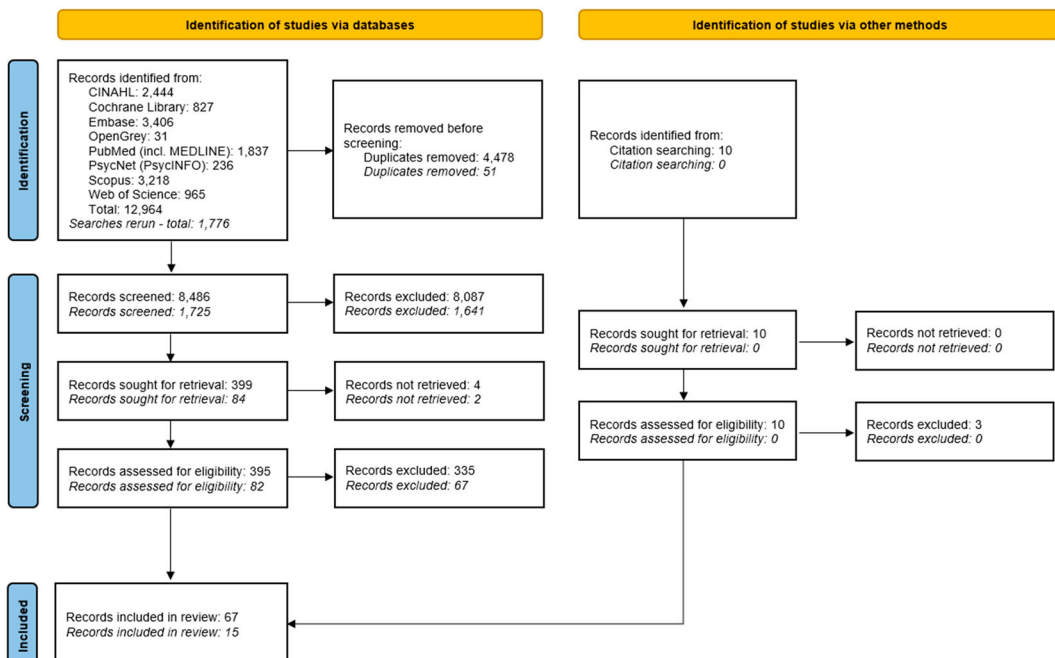 Identification of studies via databases
Identification of studies via other methods
Identification
Records identified from:
CINAHL: 2,444
Cochrane Library: 827
Embase: 3,406
OpenGrey: 31
PubMed (incl. MEDLINE): 1,837
PsycNet (PsycINFO): 236
Scopus: 3,218
Web of Science: 965
Total: 12,964
Searches rerun - total: 1,776
Records removed before
screening:
Duplicates removed: 4,478
Duplicates removed: 51
Records identified from:
Citation searching: 10
Citation searching: 0
Screening
Records screened: 8,486
Records screened: 1,725
Records excluded: 8,087
Records excluded: 1,641
Records sought for retrieval: 399
Records sought for retrieval: 84
Records not retrieved: 4
Records not retrieved: 2
Records assessed for eligibility: 395
Records assessed for eligibility: 82
Records excluded: 335
Records excluded: 67
Records sought for retrieval: 10
Records sought for retrieval: 0
Records not retrieved: 0
Records not retrieved: 0
Records assessed for eligibility: 10
Records assessed for eligibility: 0
Records excluded: 3
Records excluded: 0
Included
Records included in review: 67
Records included in review: 15